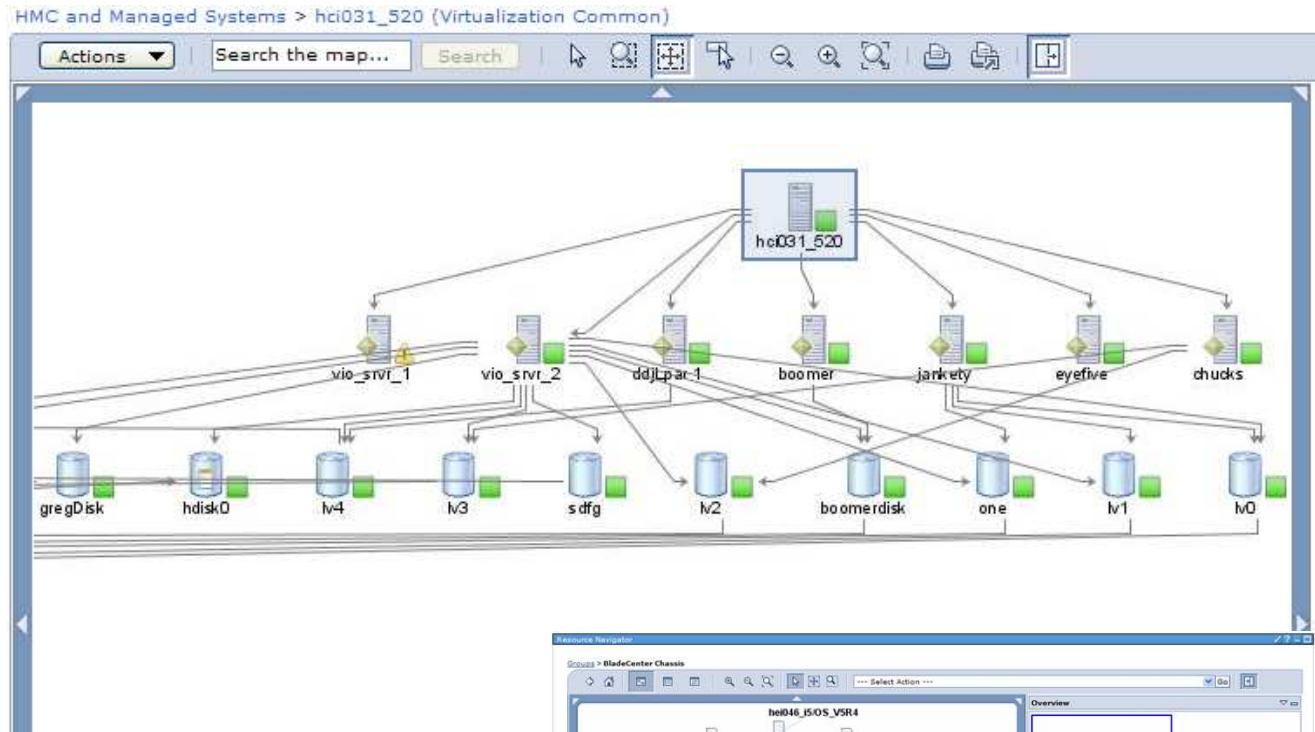 HMC and Managed Systems > hci031_520 (Virtualization Common)
Actions Search the map... Search
hci031_520
vio_srvr_1 vio_srvr_2 ddjLpar1 boomer jankety eyefive chucks
gregDisk hdisk0 lv4 lv3 sdfg lv2 boomerdisk one lv1 lv0
Resource Navigator
Groups > BladeCenter Chassis
--- Select Action --- Go
Overview
hei046_i5/OS_V5R4